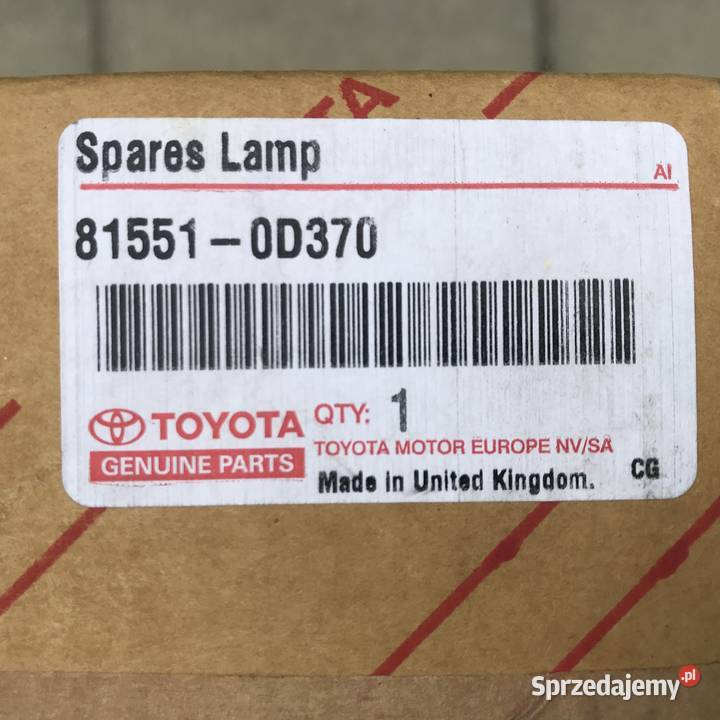 TA
Spares Lamp
AI
81551-0D370
TOYOTA QTY: 1
GENUINE PARTS
TOYOTA MOTOR EUROPE NV/SA
Made in United Kingdom. CG
Sprzedajemy.pl